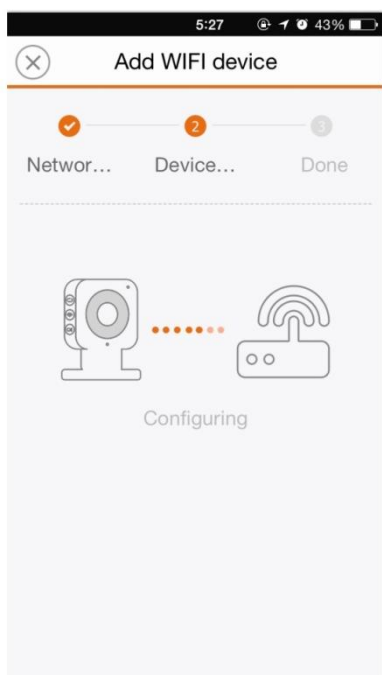 5:27 43%
Add WIFI device
2 3
Networ... Device... Done
Configuring